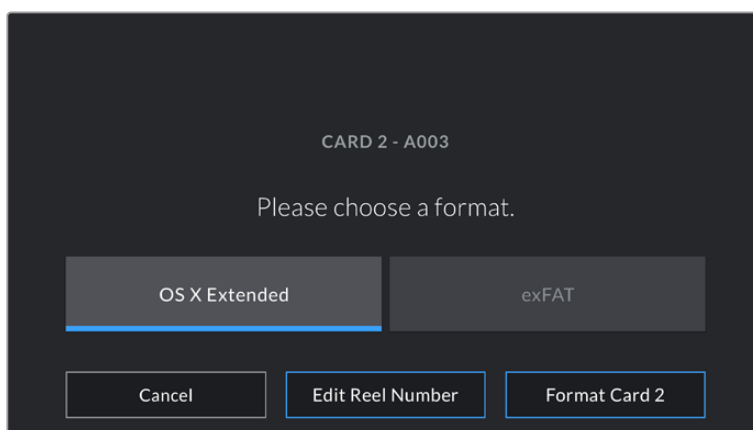 CARD 2 - A003
Please choose a format.
OS X Extended
exFAT
Cancel
Edit Reel Number
Format Card 2